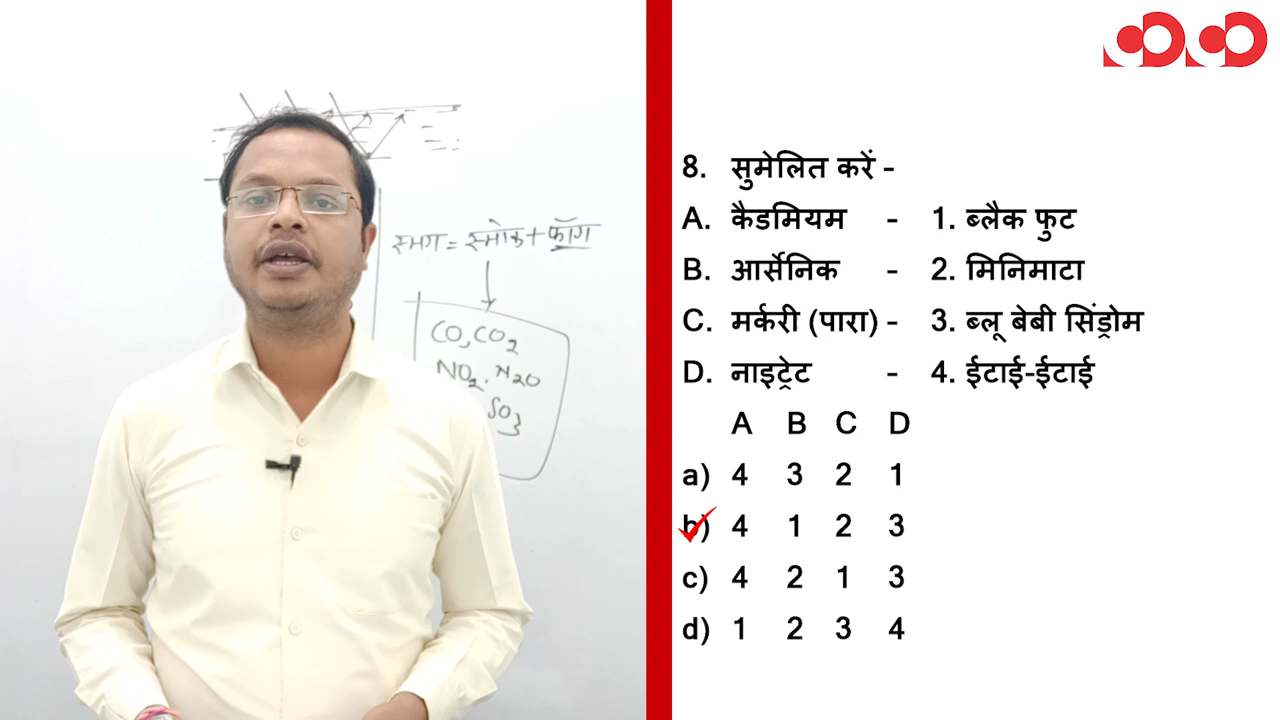 स्मॉग = स्मोक + फॉग
CO, CO2
NO2, N2O
SO3
8. सुमेलित करें -
A. कैडमियम - 1. ब्लैक फुट
B. आर्सेनिक - 2. मिनिमाटा
C. मर्करी (पारा) - 3. ब्लू बेबी सिंड्रोम
D. नाइट्रेट - 4. ईटाई-ईटाई
A B C D
a) 4 3 2 1
b) 4 1 2 3
c) 4 2 1 3
d) 1 2 3 4